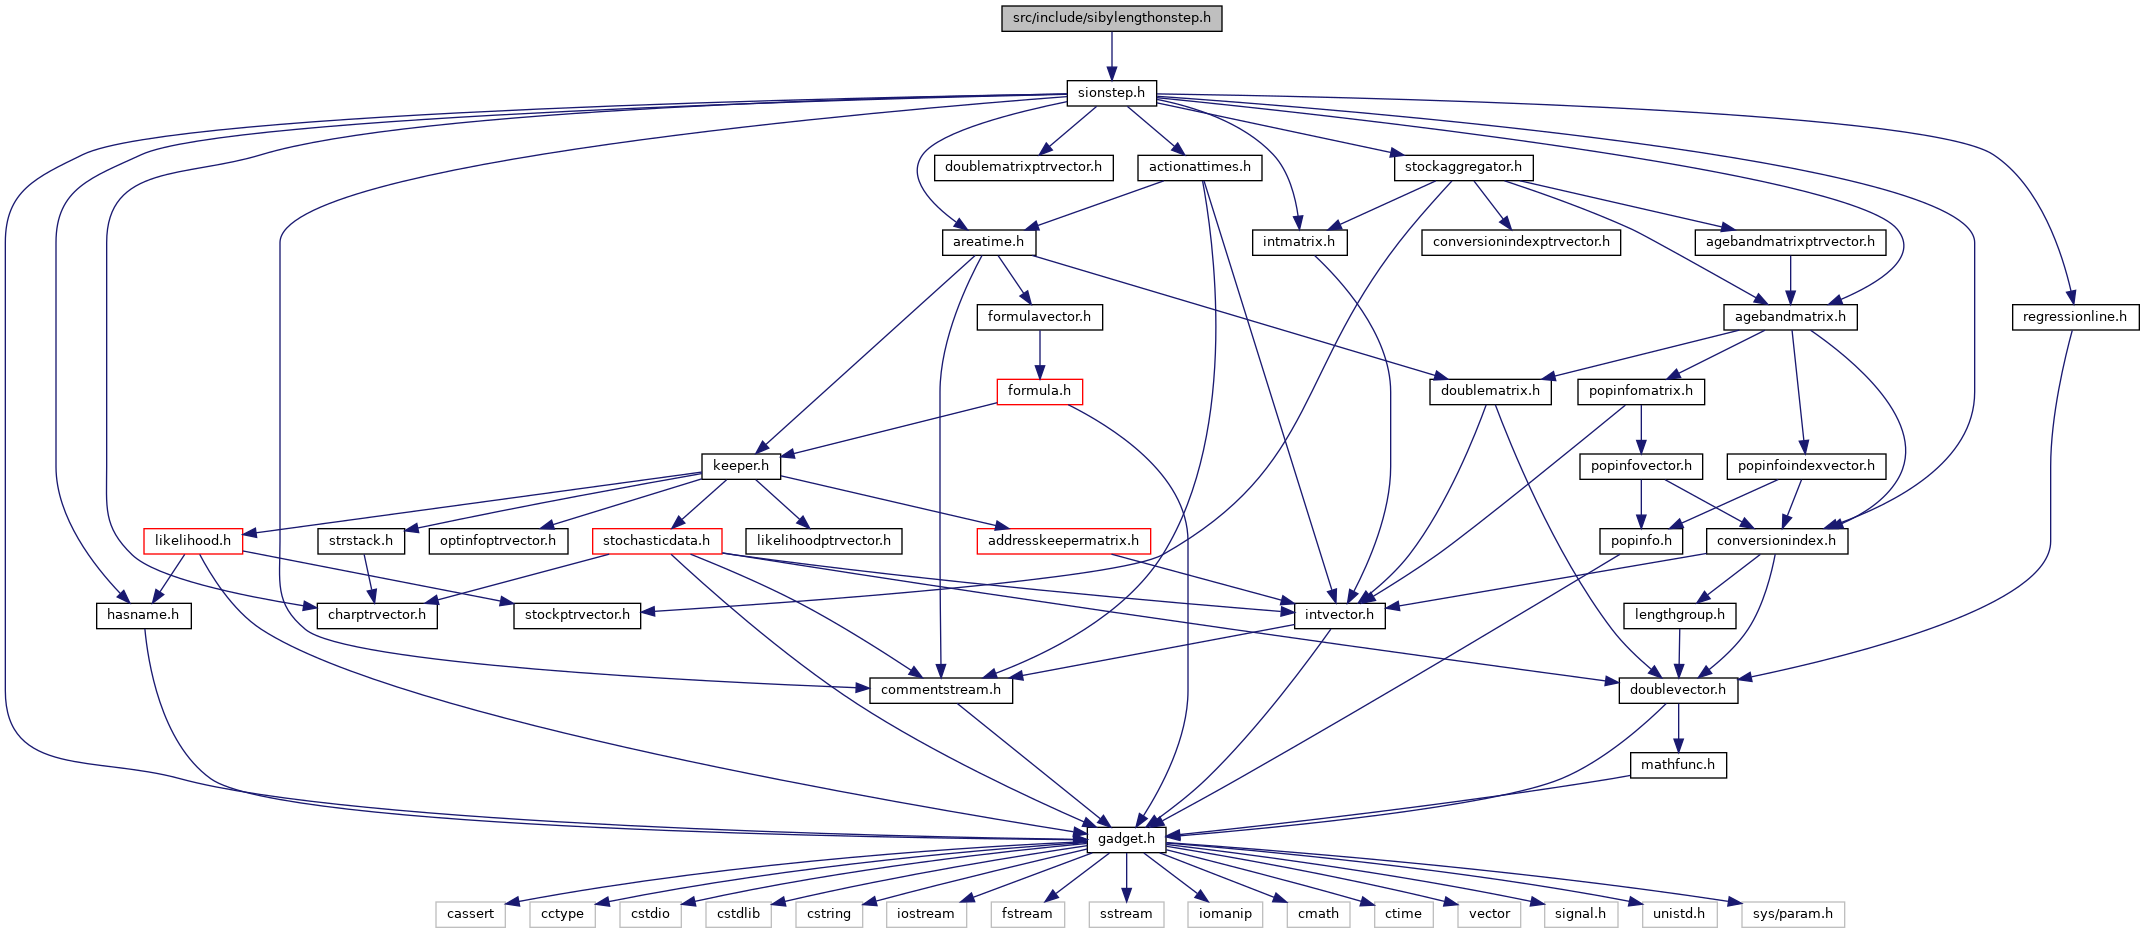 src/include/sibylengthonstep.h
sionstep.h
doublematrixptrvector.h
actionattimes.h
stockaggregator.h
areatime.h
intmatrix.h
conversionindexptrvector.h
agebandmatrixptrvector.h
formulavector.h
agebandmatrix.h
regressionline.h
formula.h
doublematrix.h
popinfomatrix.h
keeper.h
popinfovector.h
popinfoindexvector.h
likelihood.h
strstack.h
optinfoptrvector.h
stochasticdata.h
likelihoodptrvector.h
addresskeepermatrix.h
popinfo.h
conversionindex.h
hasname.h
charptrvector.h
stockptrvector.h
intvector.h
lengthgroup.h
commentstream.h
doublevector.h
mathfunc.h
gadget.h
cassert
cctype
cstdio
cstdlib
cstring
iostream
fstream
sstream
iomanip
cmath
ctime
vector
signal.h
unistd.h
sys/param.h